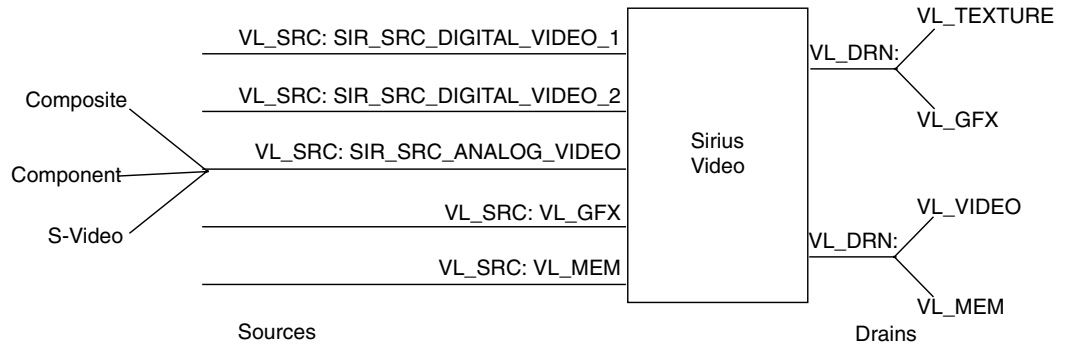 VL_TEXTURE
VL_SRC: SIR_SRC_DIGITAL_VIDEO_1
VL_DRN:
Composite
VL_SRC: SIR_SRC_DIGITAL_VIDEO_2
VL_GFX
Sirius
Video
VL_SRC: SIR_SRC_ANALOG_VIDEO
Component
VL_SRC: VL_GFX
VL_VIDEO
S-Video
VL_DRN:
VL_SRC: VL_MEM
VL_MEM
Sources
Drains